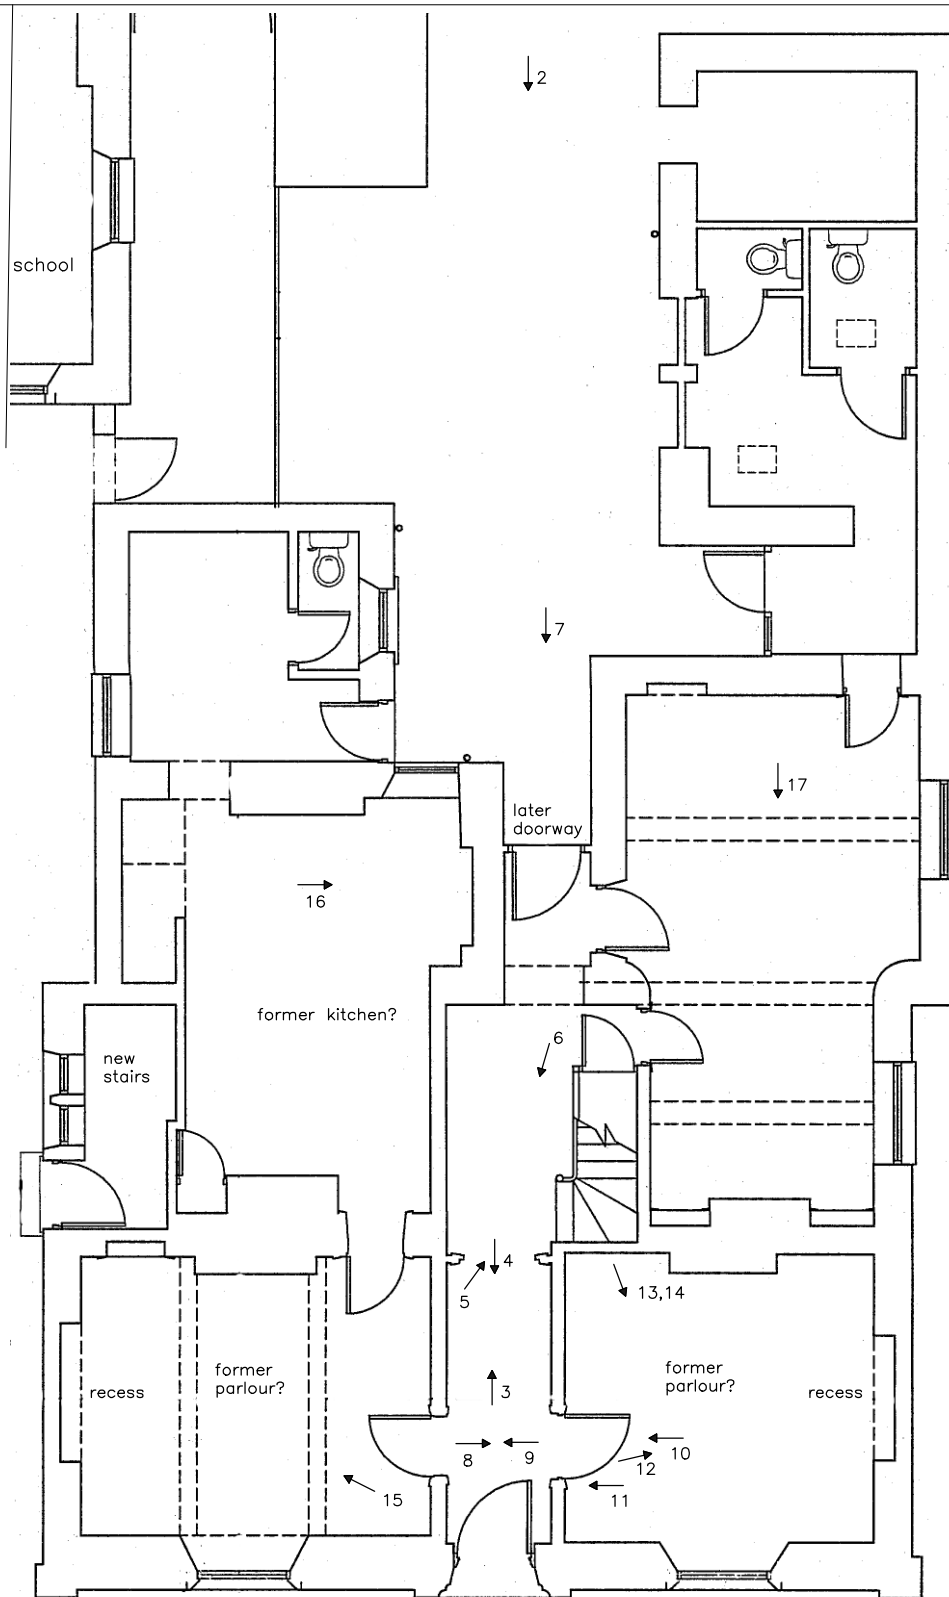 2
school
7
17
later
doorway
16
former kitchen?
6
new
stairs
4
5
13,14
former
parlour?
recess
former
parlour?
recess
3
8
9
10
12
11
15